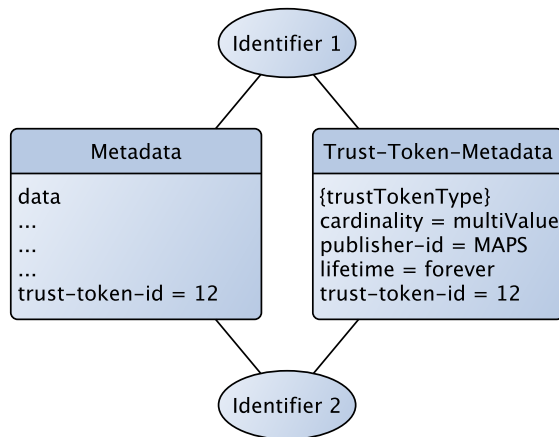 Identifier 1
Metadata
data
...
...
...
trust-token-id = 12
Trust-Token-Metadata
{trustTokenType}
cardinality = multiValue
publisher-id = MAPS
lifetime = forever
trust-token-id = 12
Identifier 2